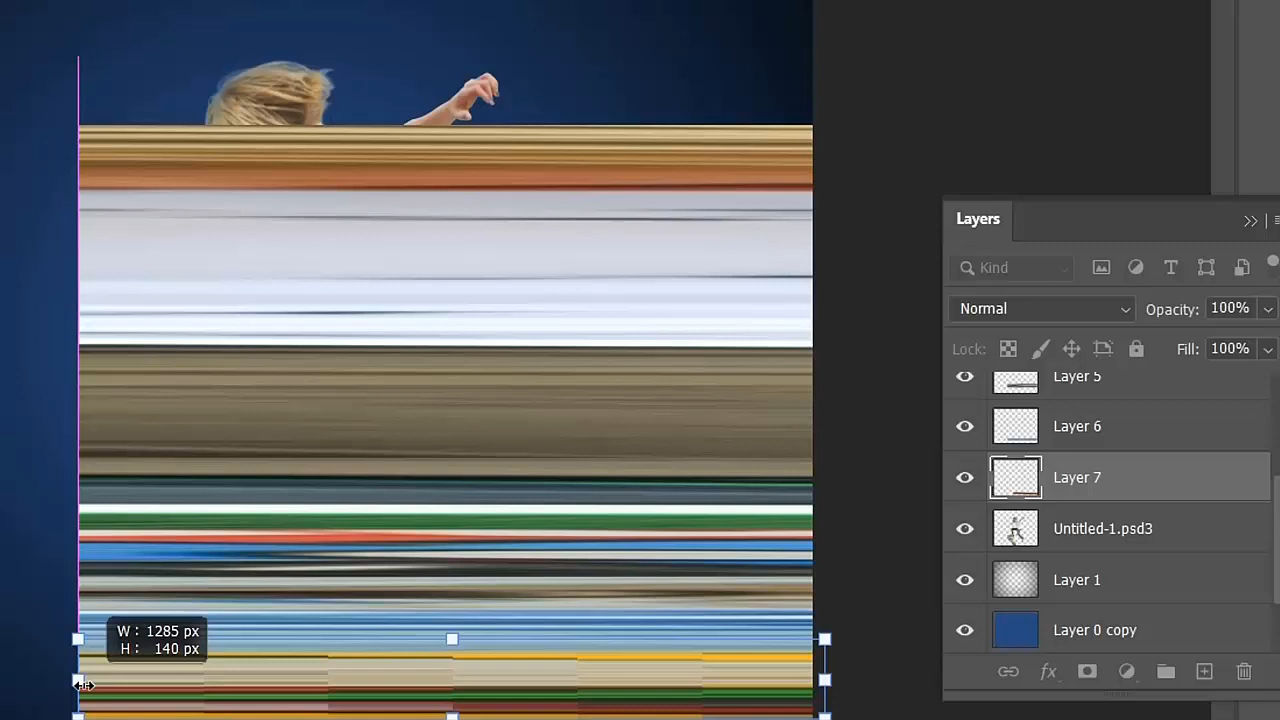 Layers
Kind
Normal
Opacity: 100%
Lock:
Fill: 100%
Layer 5
Layer 6
Layer 7
Untitled-1.psd3
Layer 1
Layer 0 copy
fx
W: 1285 px
H: 140 px